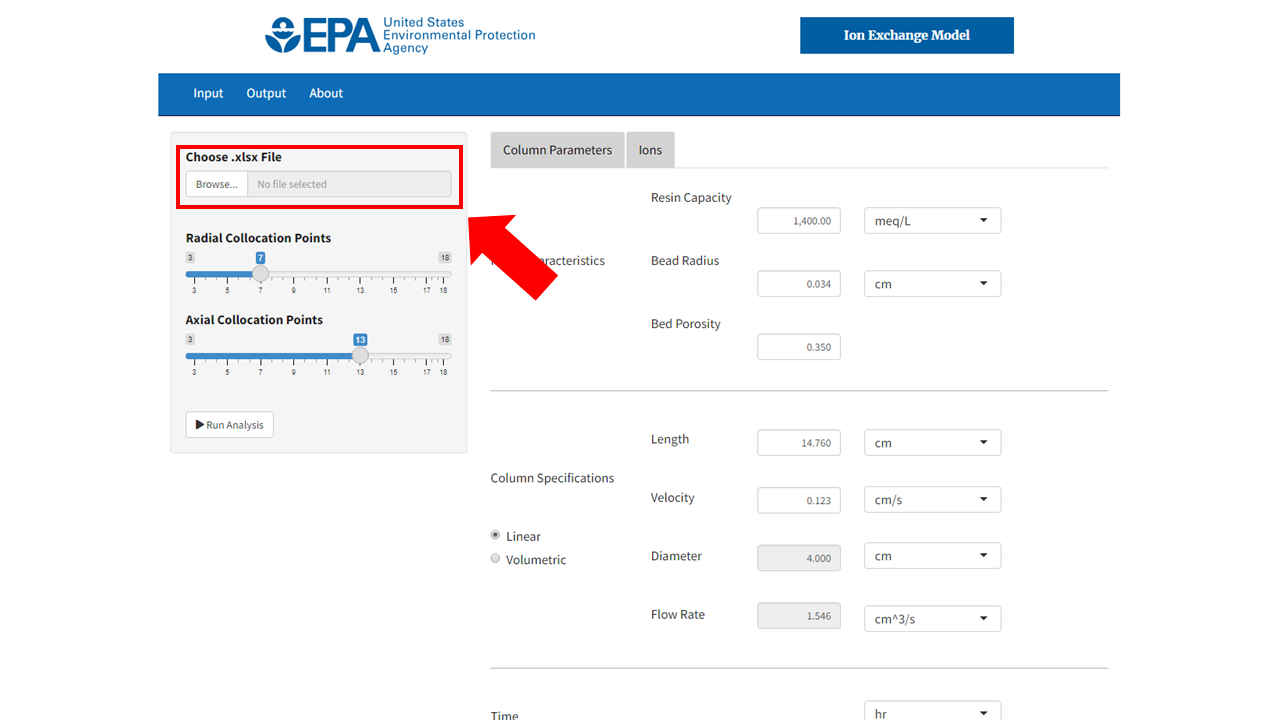 EPA
United States
Environmental Protection
Agency
Ion Exchange Model
Input Output About
Choose .xlsx File
Browse... No file selected
Radial Collocation Points
3 7 18
3 5 7 9 11 13 15 17 18
Axial Collocation Points
3 13 18
3 5 7 9 11 13 15 17 18
Run Analysis
Column Parameters Ions
Resin Capacity
1,400.00 meq/L
Bead Radius
0.034 cm
Bed Porosity
0.350
Column Specifications
Linear
Volumetric
Length
14.760 cm
Velocity
0.123 cm/s
Diameter
4.000 cm
Flow Rate
1.546 cm^3/s
Time
hr